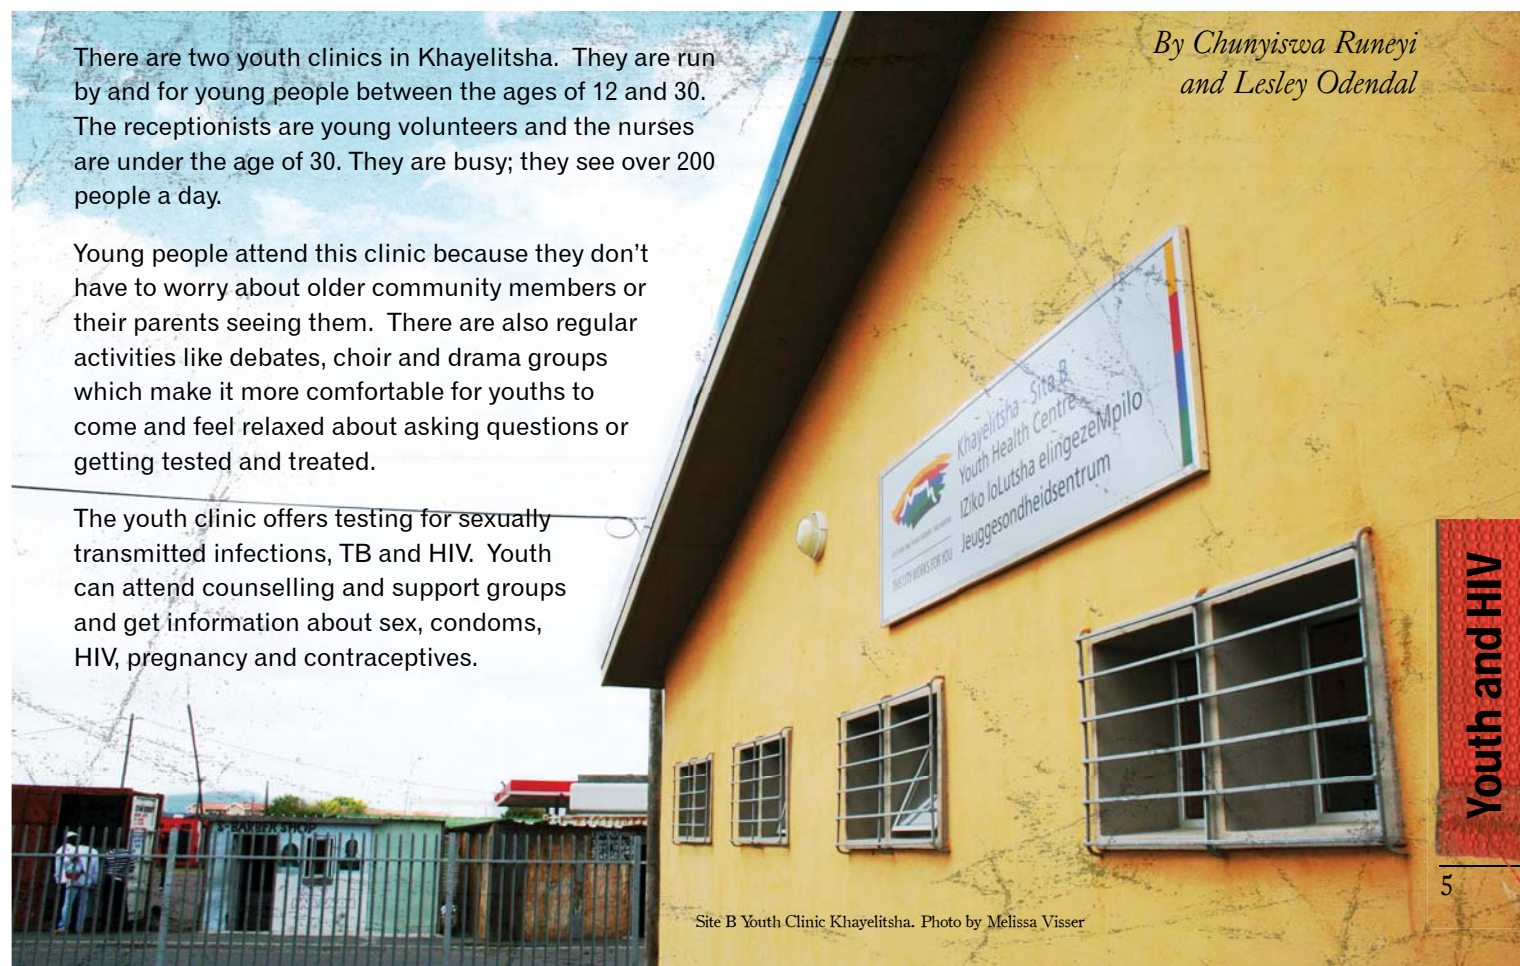 There are two youth clinics in Khayelitsha. They are run
by and for young people between the ages of 12 and 30.
The receptionists are young volunteers and the nurses
are under the age of 30. They are busy; they see over 200
people a day.
Young people attend this clinic because they don’t
have to worry about older community members or
their parents seeing them. There are also regular
activities like debates, choir and drama groups
which make it more comfortable for youths to
come and feel relaxed about asking questions or
getting tested and treated.
The youth clinic offers testing for sexually
transmitted infections, TB and HIV. Youth
can attend counselling and support groups
and get information about sex, condoms,
HIV, pregnancy and contraceptives.
By Chunyiswa Runeyi
and Lesley Odendal
Khayelitsha - Site B
Youth Health Centre
IZiko loLutsha elingezeMpilo
Jeuggesondheidsentrum
THIS CITY WORKS FOR YOU
BARBER SHOP
Youth and HIV
5
Site B Youth Clinic Khayelitsha. Photo by Melissa Visser